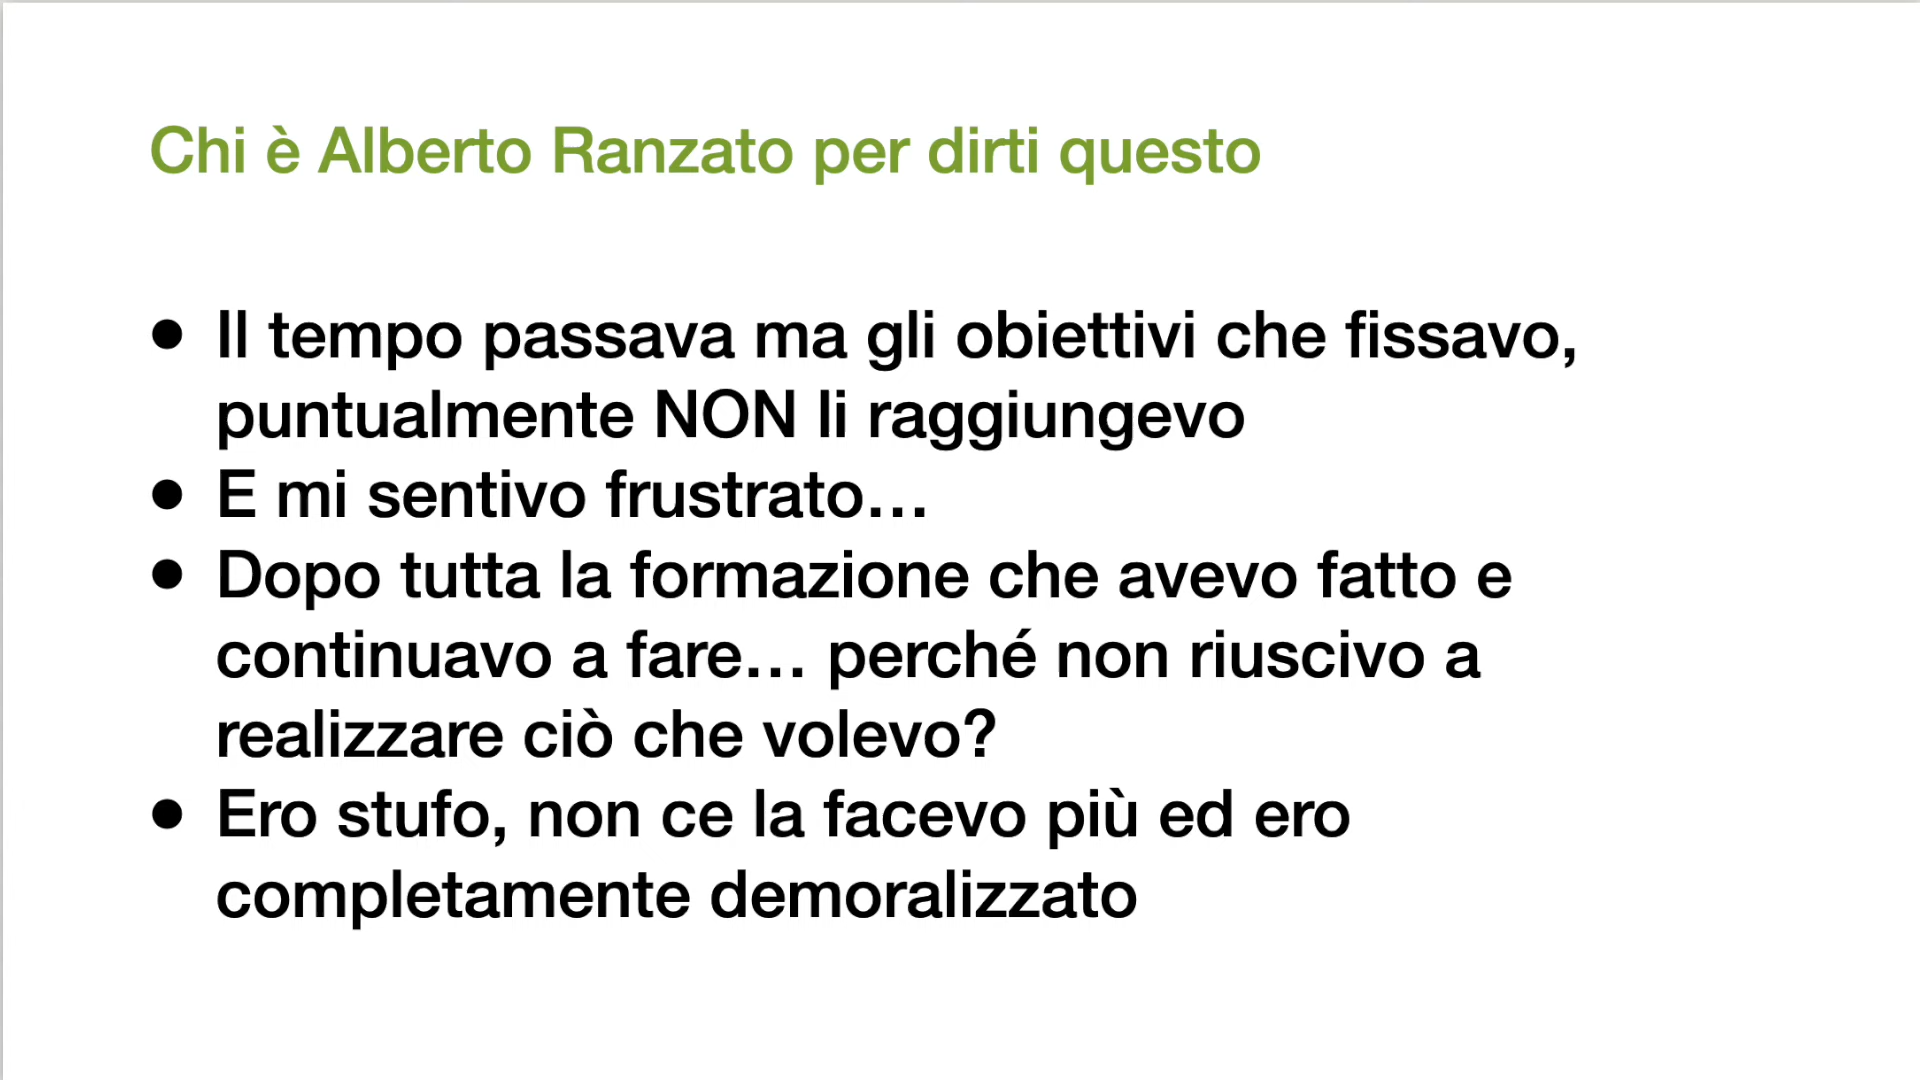 Chi è Alberto Ranzato per dirti questo
● Il tempo passava ma gli obiettivi che fissavo,
puntualmente NON li raggiungevo
● E mi sentivo frustrato…
● Dopo tutta la formazione che avevo fatto e
continuavo a fare… perché non riuscivo a
realizzare ciò che volevo?
● Ero stufo, non ce la facevo più ed ero
completamente demoralizzato